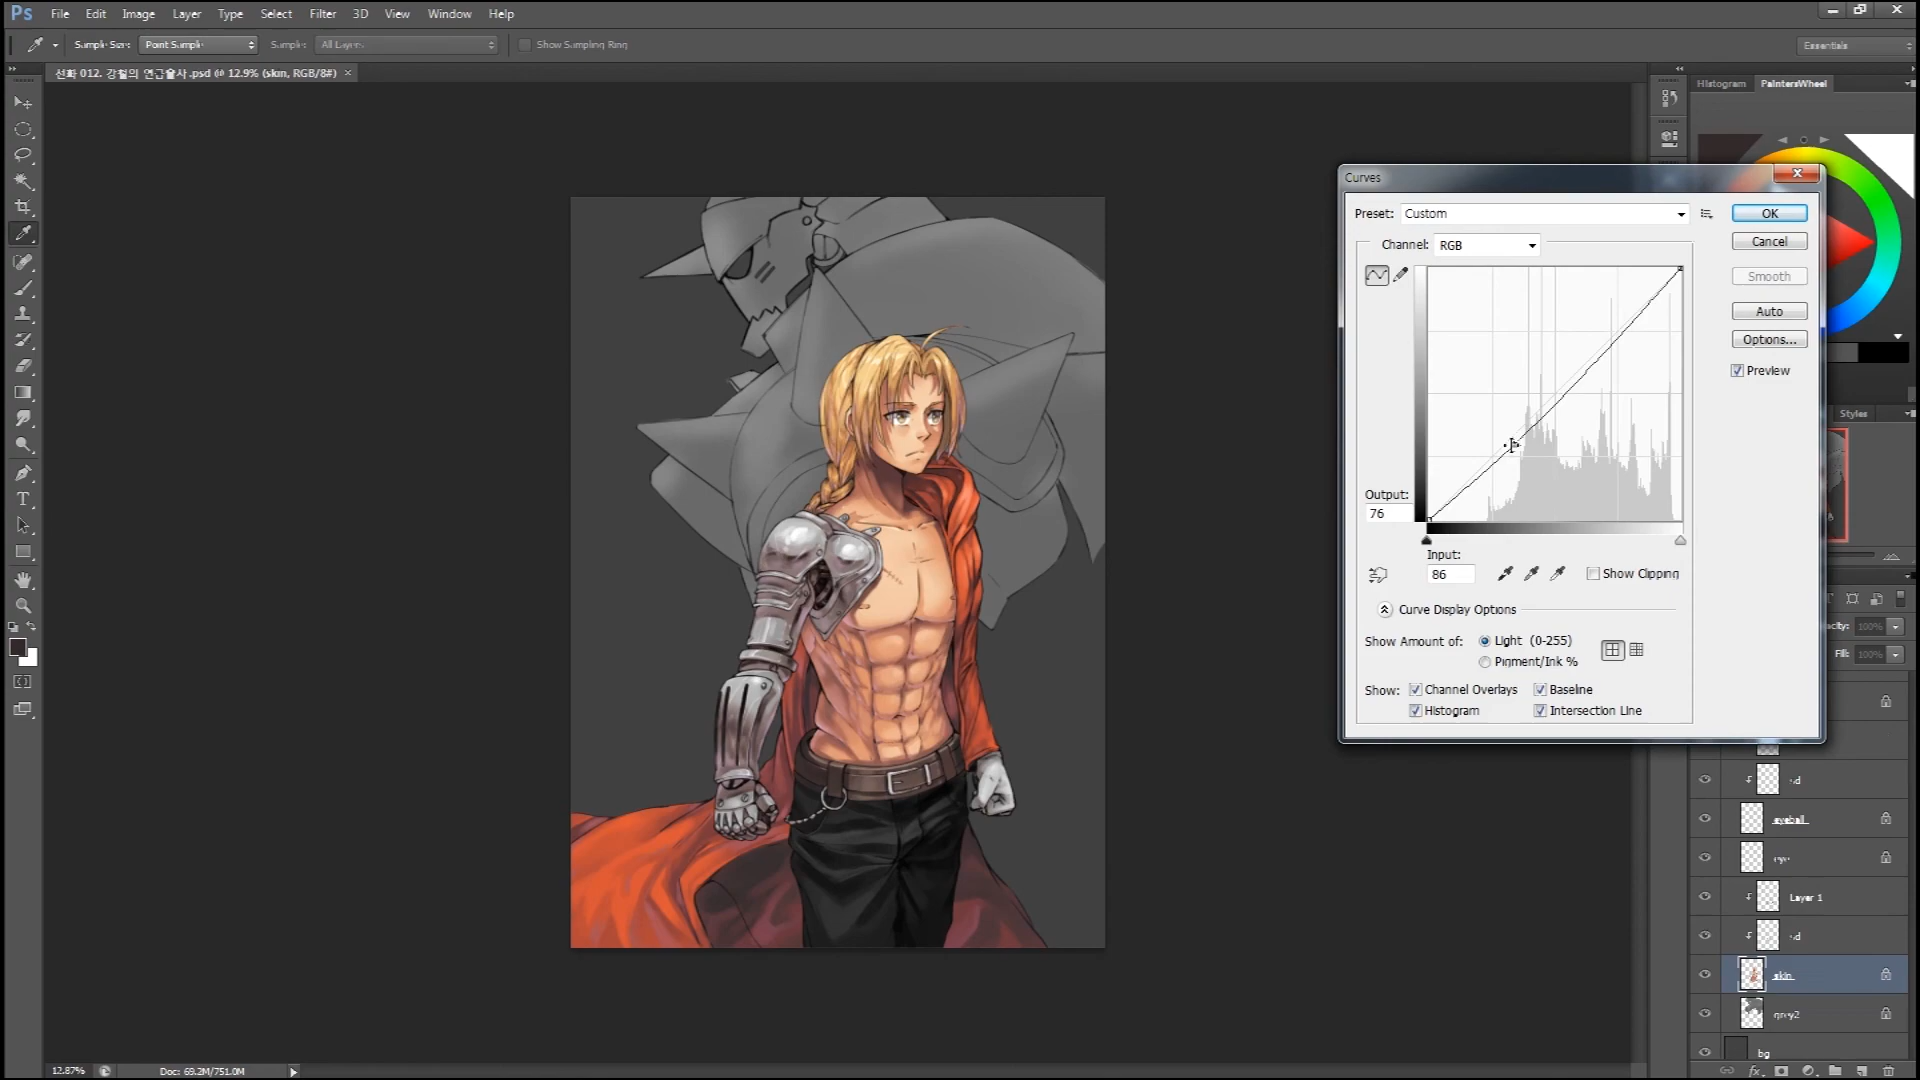 Ps File Edit Image Layer Type Select Filter 3D View Window Help
Sample Size: Point Sample Sample: All Layers Show Sampling Ring Essentials
선화 012. 강철의 연금술사.psd @ 12.9% (skin, RGB/8#) ×
Histogram PaintersWheel
Curves
Preset: Custom OK
Channel: RGB Cancel
Smooth
Auto
Options...
Preview
Styles
Output:
76
Input:
86
Show Clipping
Curve Display Options
Show Amount of: Light (0-255)
Pigment/Ink %
Show: Channel Overlays Baseline
Histogram Intersection Line
100%
Fill: 100%
eyeball
eye
Layer 1
skin
grey2
bg
12.87% Doc: 69.2M/751.0M